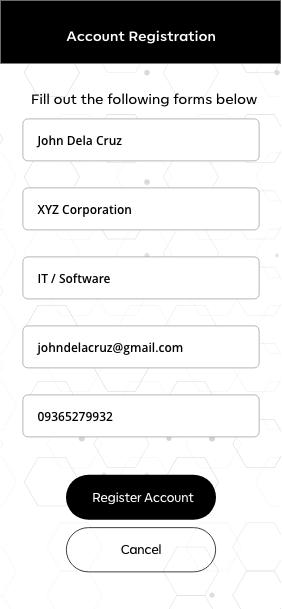 Account Registration
Fill out the following forms below
John Dela Cruz
XYZ Corporation
IT / Software
johndelacruz@gmail.com
09365279932
Register Account
Cancel